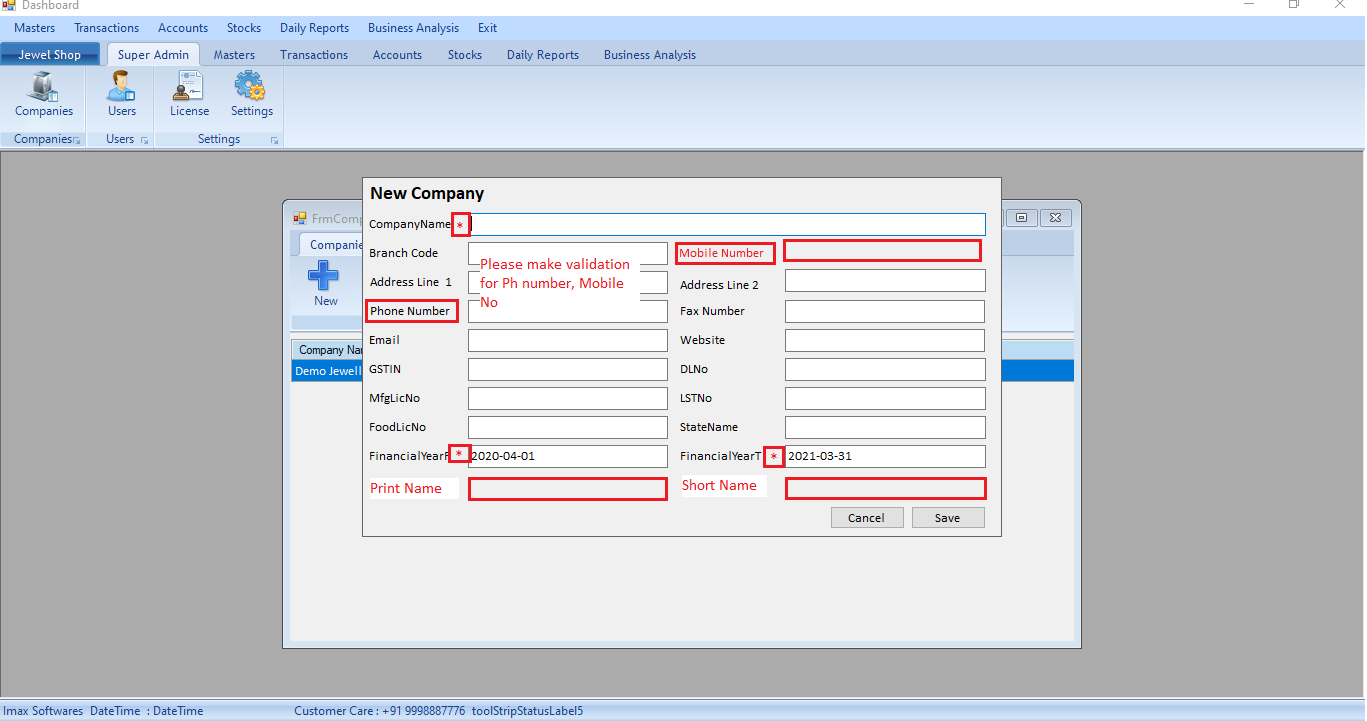 Dashboard
Masters Transactions Accounts Stocks Daily Reports Business Analysis Exit
Jewel Shop Super Admin Masters Transactions Accounts Stocks Daily Reports Business Analysis
Companies Users License Settings
Companies Users Settings
New Company
FrmComp
CompanyName *
Companie
Branch Code Mobile Number
Please make validation
for Ph number, Mobile
No
Address Line 1 Address Line 2
New
Phone Number Fax Number
Email Website
Company Nar
GSTIN DLNo
Demo Jewell
MfgLicNo LSTNo
FoodLicNo StateName
FinancialYearF * 2020-04-01 FinancialYearT * 2021-03-31
Print Name Short Name
Cancel Save
Imax Softwares DateTime : DateTime Customer Care : +91 9998887776 toolStripStatusLabel5